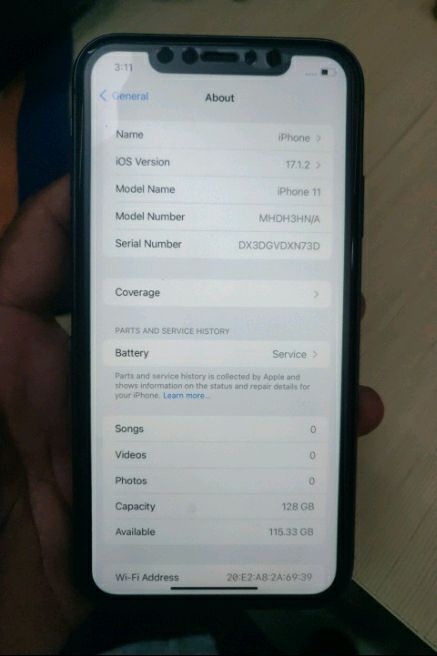 3:11
General
About
Name iPhone
iOS Version 17.1.2
Model Name iPhone 11
Model Number MHDH3HN/A
Serial Number DX3DGVDXN73D
Coverage
PARTS AND SERVICE HISTORY
Battery Service
Parts and service history is collected by Apple and
shows information on the status and repair details for
your iPhone. Learn more...
Songs 0
Videos 0
Photos 0
Capacity 128 GB
Available 115.33 GB
Wi-Fi Address 20:E2:A8:2A:69:39